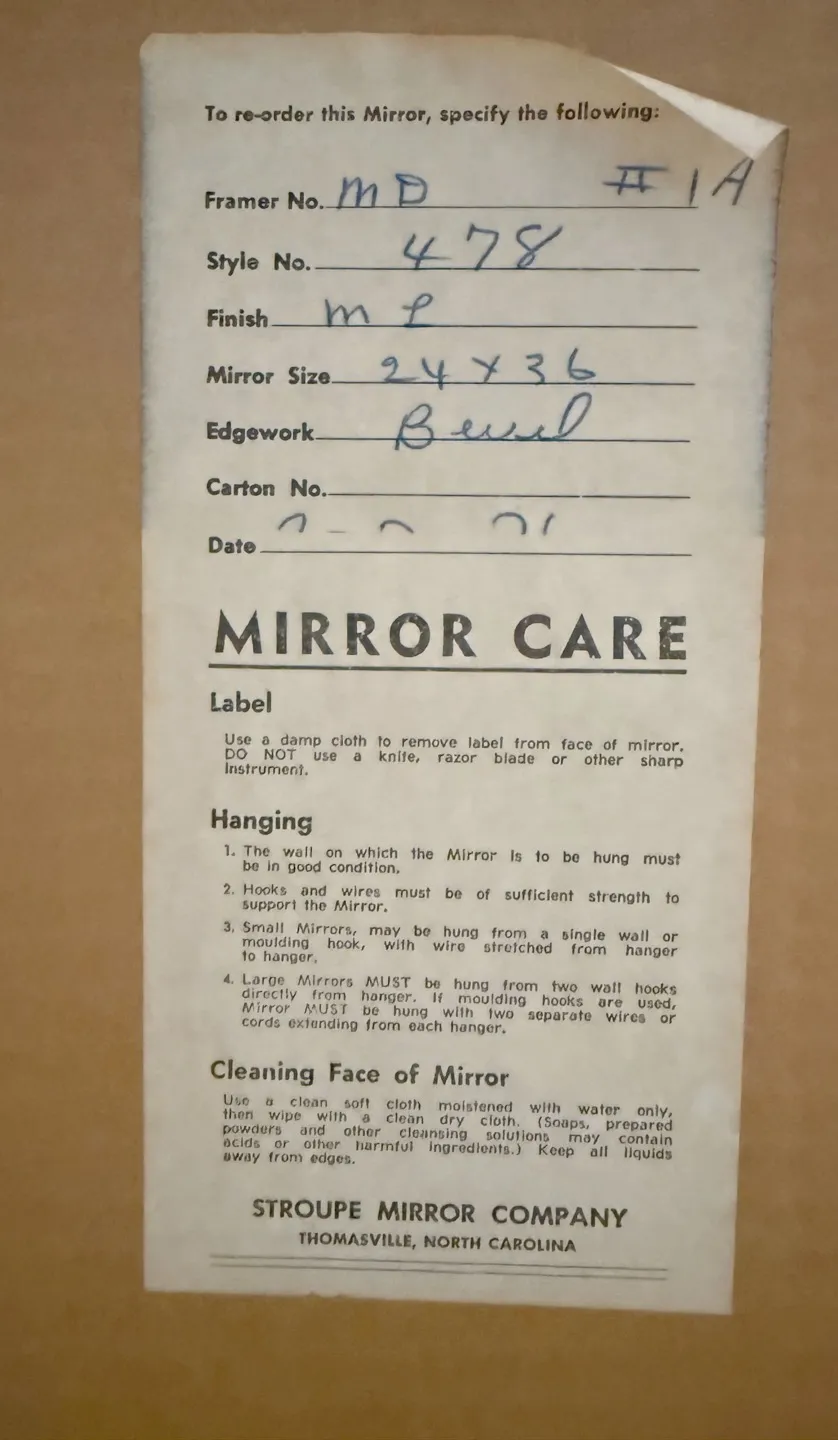 To re-order this Mirror, specify the following:
Framer No. MD # 1A
Style No. 478
Finish M
Mirror Size 24 x 36
Edgework Bevel
Carton No.
Date
MIRROR CARE
Label
Use a damp cloth to remove label from face of mirror.
DO NOT use a knife, razor blade or other sharp
Instrument.
Hanging
1. The wall on which the Mirror is to be hung must
be in good condition.
2. Hooks and wires must be of sufficient strength to
support the Mirror.
3. Small Mirrors, may be hung from a single wall or
moulding hook, with wire stretched from hanger
to hanger.
4. Large Mirrors MUST be hung from two wall hooks
directly from hanger. If moulding hooks are used,
Mirror MUST be hung with two separate wires or
cords extending from each hanger.
Cleaning Face of Mirror
Use a clean soft cloth moistened with water only,
then wipe with a clean dry cloth. (Soaps, prepared
powders and other cleansing solutions may contain
acids or other harmful ingredients.) Keep all liquids
away from edges.
STROUPE MIRROR COMPANY
THOMASVILLE, NORTH CAROLINA